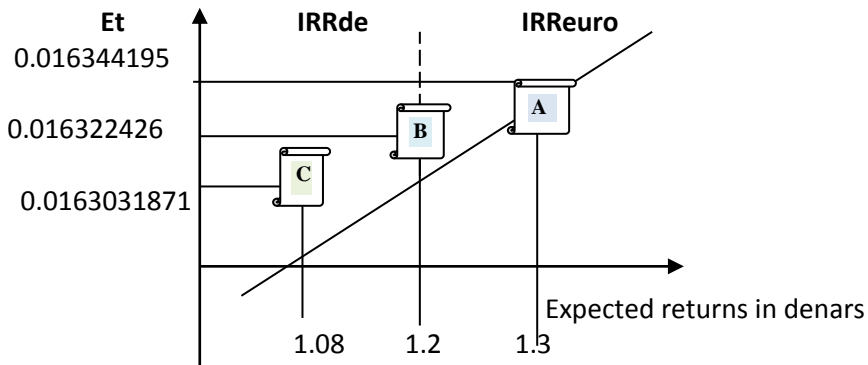 Et IRRde IRReuro
0.016344195
A
0.016322426 B
C
0.0163031871
Expected returns in denars
1.08 1.2 1.3